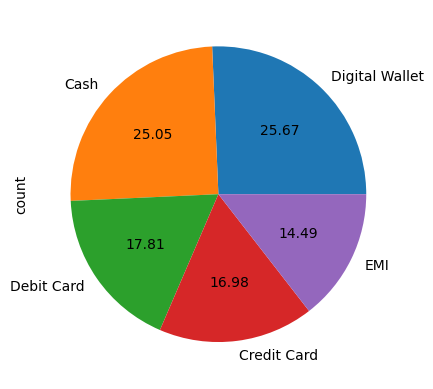 Digital Wallet
Cash
25.67
25.05
count
17.81
14.49
EMI
Debit Card
16.98
Credit Card